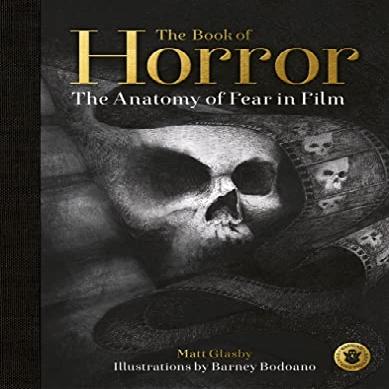 The Book of
Horror
The Anatomy of Fear in Film
Matt Glasby
Illustrations by Barney Bodoano